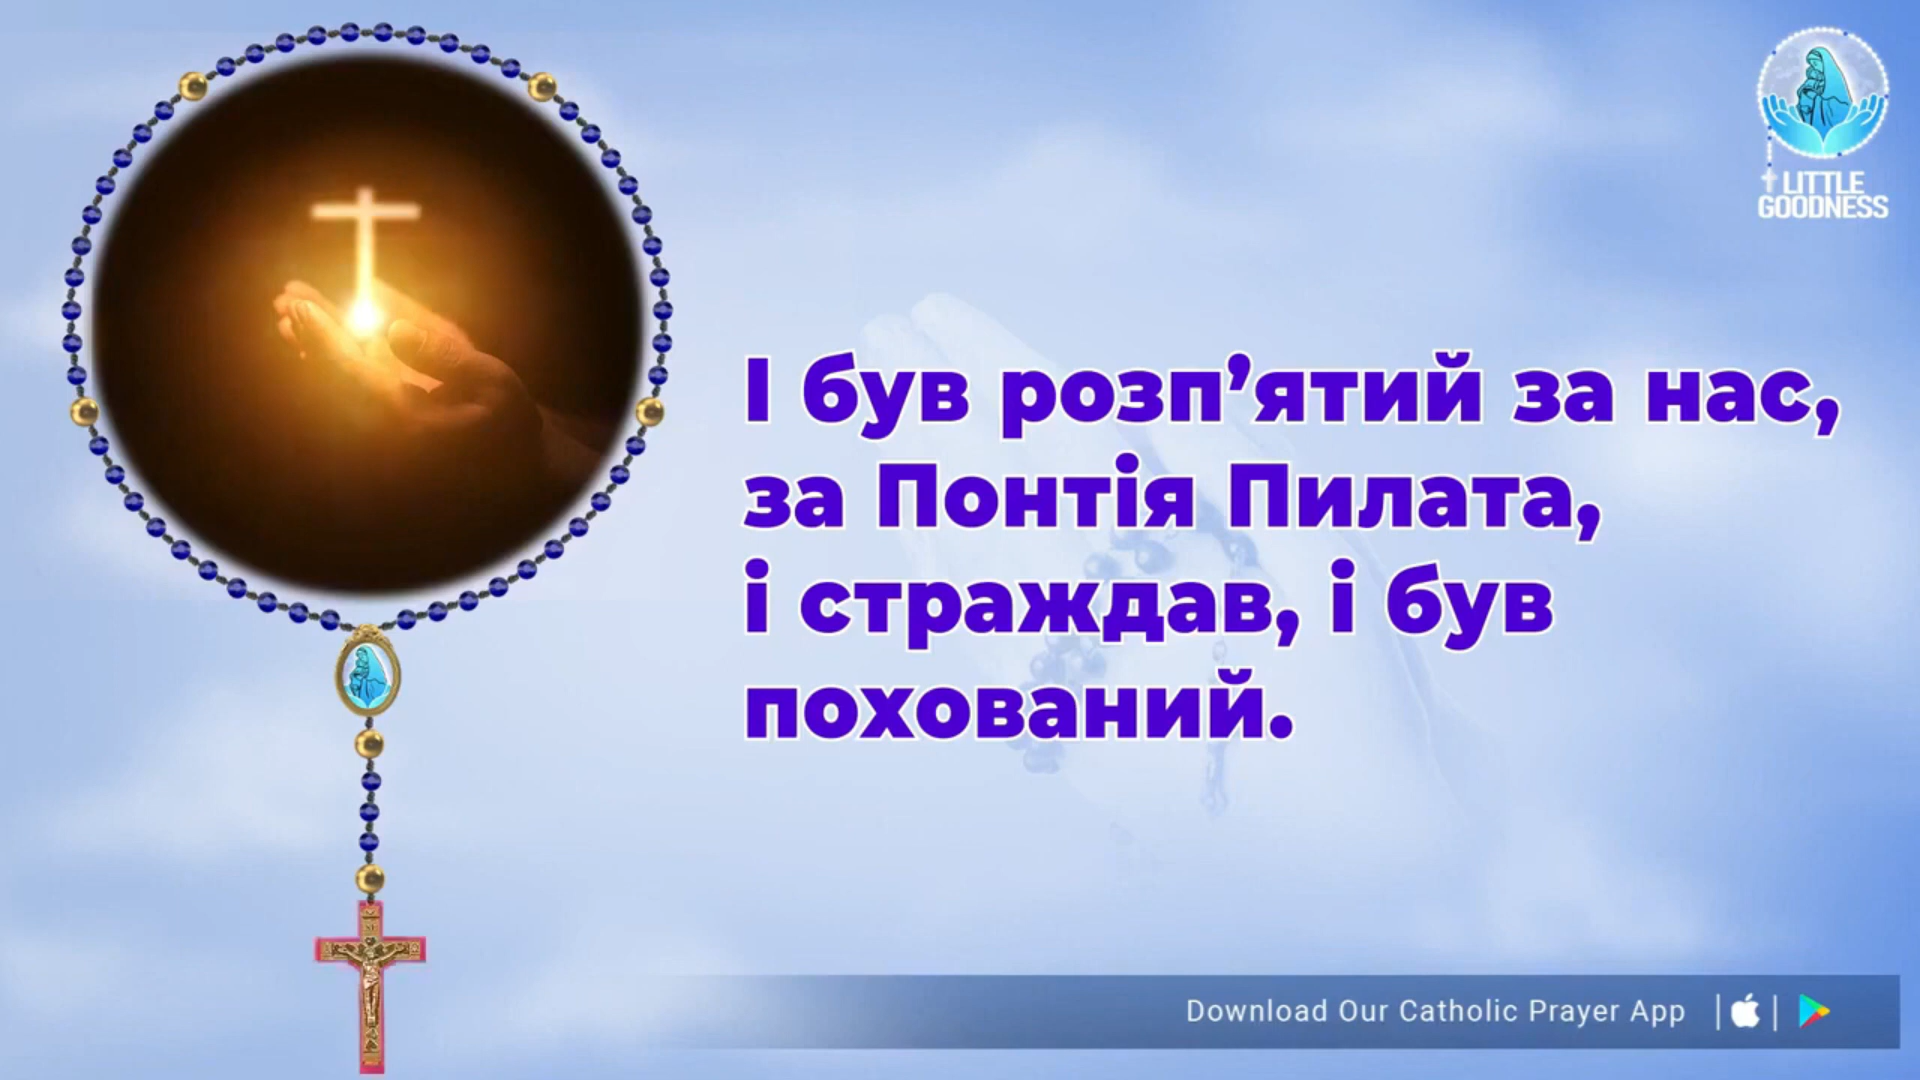 LITTLE
GOODNESS
І був розп’ятий за нас,
за Понтія Пилата,
і страждав, і був
похований.
Download Our Catholic Prayer App